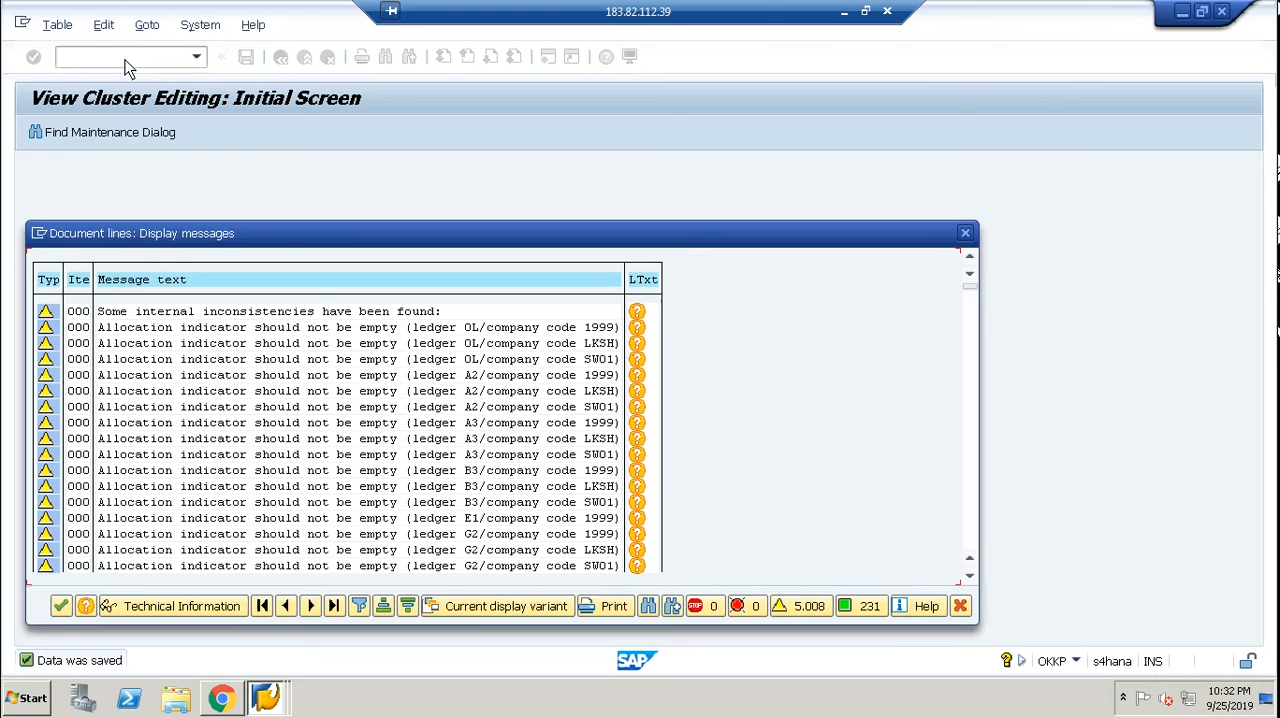 183.82.112.39
Table Edit Goto System Help
View Cluster Editing: Initial Screen
Find Maintenance Dialog
Document lines: Display messages
Typ Ite Message text LTxt
000 Some internal inconsistencies have been found:
000 Allocation indicator should not be empty (ledger OL/company code 1999)
000 Allocation indicator should not be empty (ledger OL/company code LKSH)
000 Allocation indicator should not be empty (ledger OL/company code SW01)
000 Allocation indicator should not be empty (ledger A2/company code 1999)
000 Allocation indicator should not be empty (ledger A2/company code LKSH)
000 Allocation indicator should not be empty (ledger A2/company code SW01)
000 Allocation indicator should not be empty (ledger A3/company code 1999)
000 Allocation indicator should not be empty (ledger A3/company code LKSH)
000 Allocation indicator should not be empty (ledger A3/company code SW01)
000 Allocation indicator should not be empty (ledger B3/company code 1999)
000 Allocation indicator should not be empty (ledger B3/company code LKSH)
000 Allocation indicator should not be empty (ledger B3/company code SW01)
000 Allocation indicator should not be empty (ledger E1/company code 1999)
000 Allocation indicator should not be empty (ledger G2/company code 1999)
000 Allocation indicator should not be empty (ledger G2/company code LKSH)
000 Allocation indicator should not be empty (ledger G2/company code SW01)
Technical Information Current display variant Print STOP 0 0 5.008 231 Help
Data was saved SAP OKKP s4hana INS
Start 10:32 PM
9/25/2019